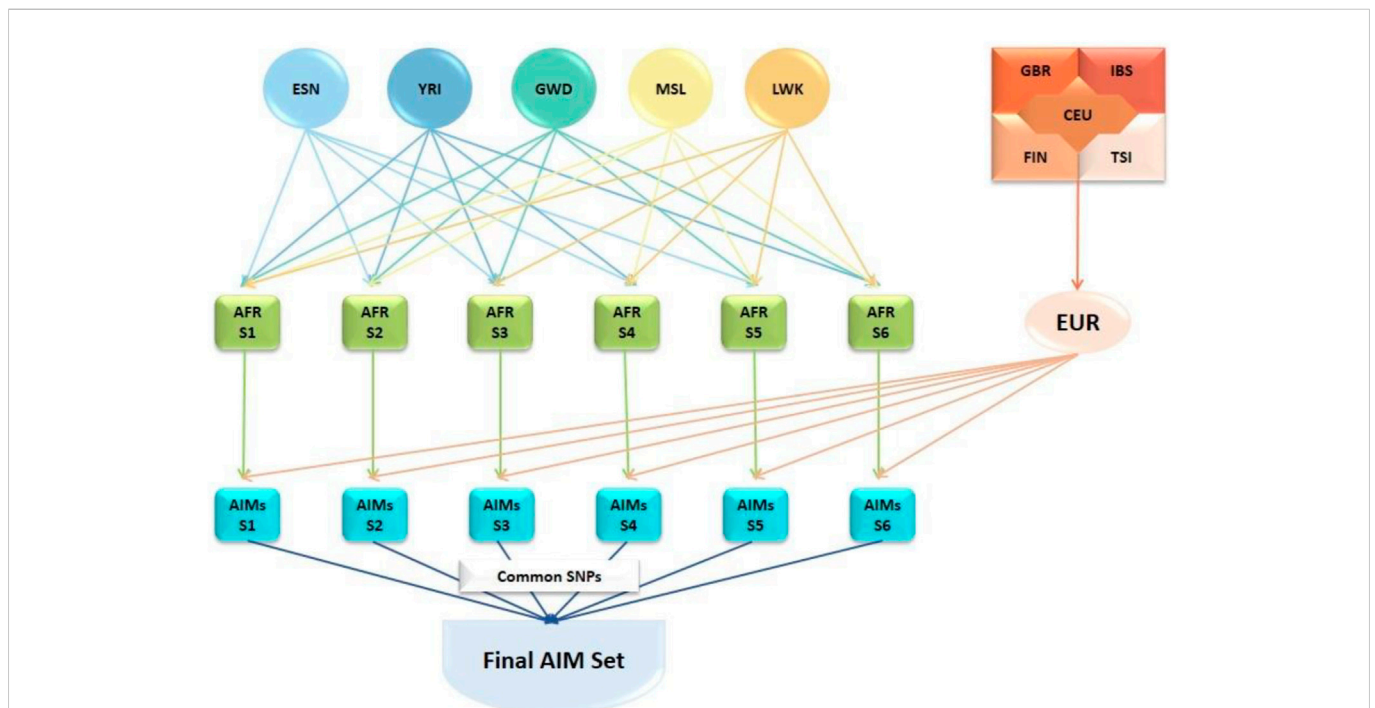 ESN
YRI
GWD
MSL
LWK
GBR
IBS
CEU
FIN
TSI
AFR
S1
AFR
S2
AFR
S3
AFR
S4
AFR
S5
AFR
S6
EUR
AIMs
S1
AIMs
S2
AIMs
S3
AIMs
S4
AIMs
S5
AIMs
S6
Common SNPs
Final AIM Set